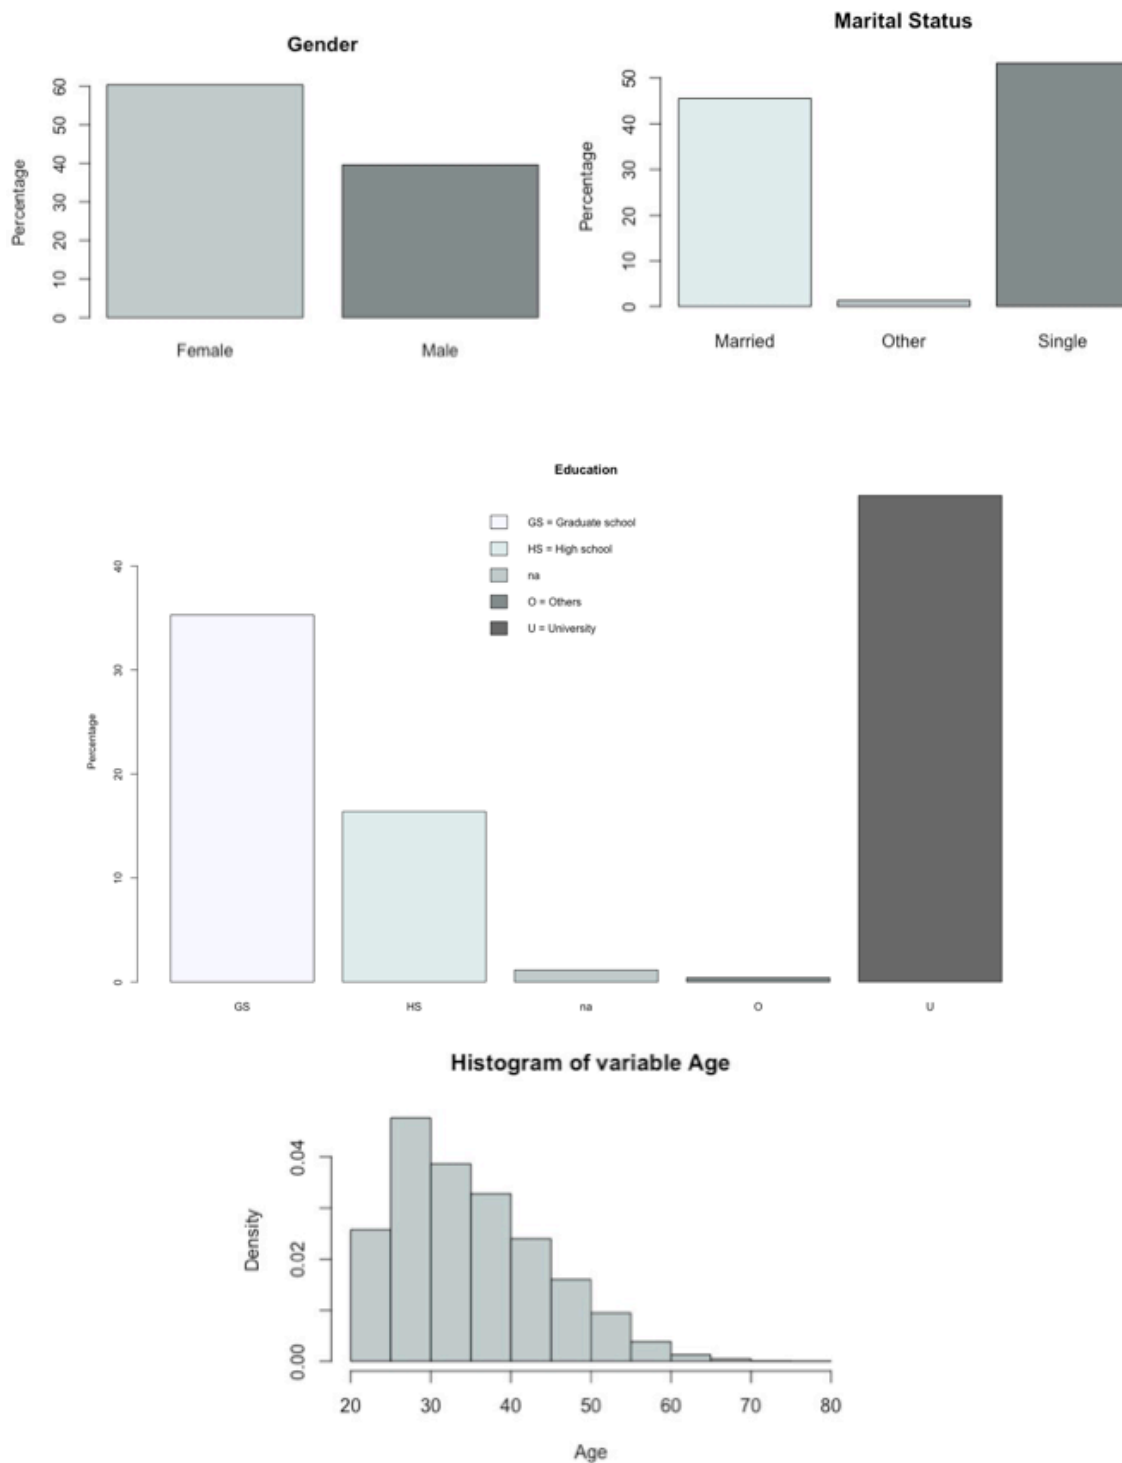 Gender
Percentage
60
50
40
30
20
10
0
Female Male
Marital Status
Percentage
50
40
30
20
10
0
Married Other Single
Education
GS = Graduate school
HS = High school
na
O = Others
U = University
Percentage
40
30
20
10
0
GS HS na O U
Histogram of variable Age
Density
0.04
0.02
0.00
20 30 40 50 60 70 80
Age